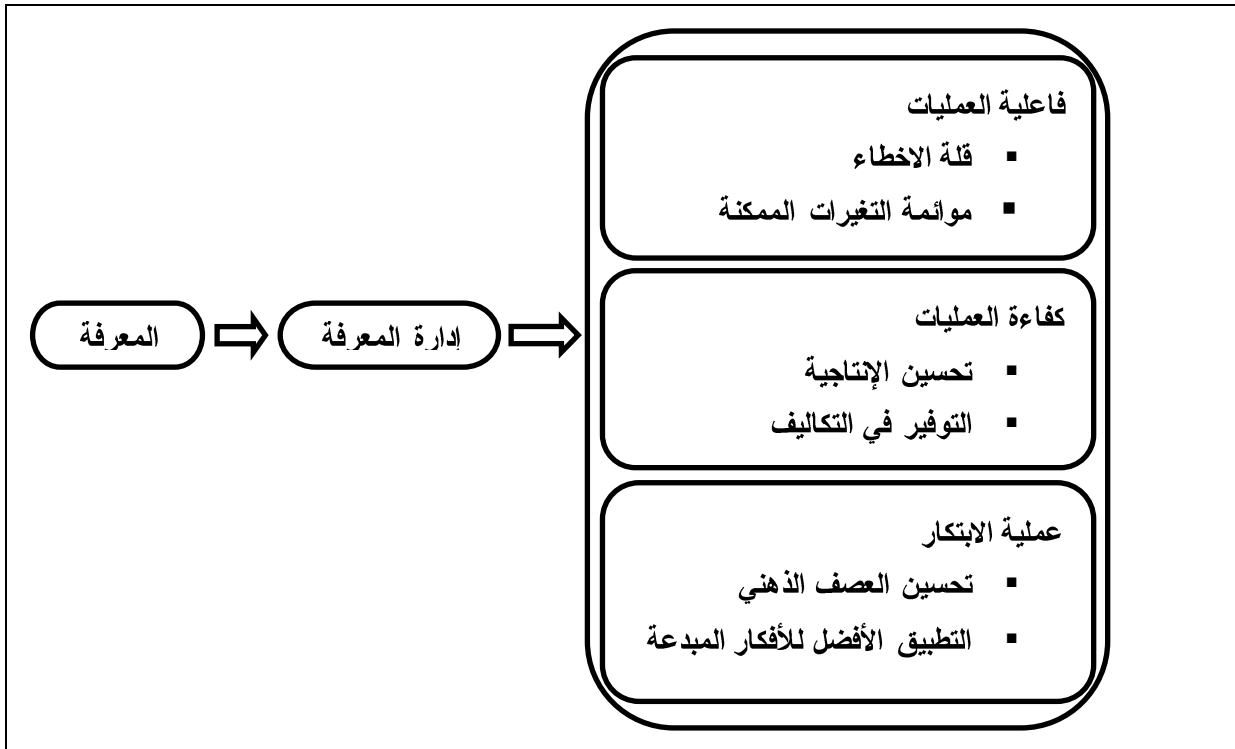 المعرفة
إدارة المعرفة
فاعلية العمليات
▪ قلة الاخطاء
▪ موائمة التغيرات الممكنة
كفاءة العمليات
▪ تحسين الإنتاجية
▪ التوفير في التكاليف
عملية الابتكار
▪ تحسين العصف الذهني
▪ التطبيق الأفضل للأفكار المبدعة